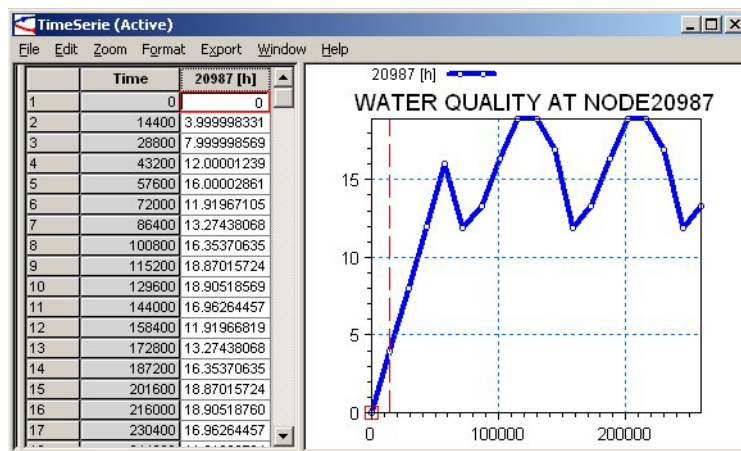 TimeSerie (Active)
File Edit Zoom Format Export Window Help
Time 20987 [h]
1 0 0
2 14400 3.999998331
3 28800 7.999998569
4 43200 12.00001239
5 57600 16.00002861
6 72000 11.91967105
7 86400 13.27438068
8 100800 16.35370635
9 115200 18.87015724
10 129600 18.90518569
11 144000 16.96264457
12 158400 11.91966819
13 172800 13.27438068
14 187200 16.35370635
15 201600 18.87015724
16 216000 18.90518760
17 230400 16.96264457
20987 [h]
WATER QUALITY AT NODE20987
15
10
5
0
0 100000 200000